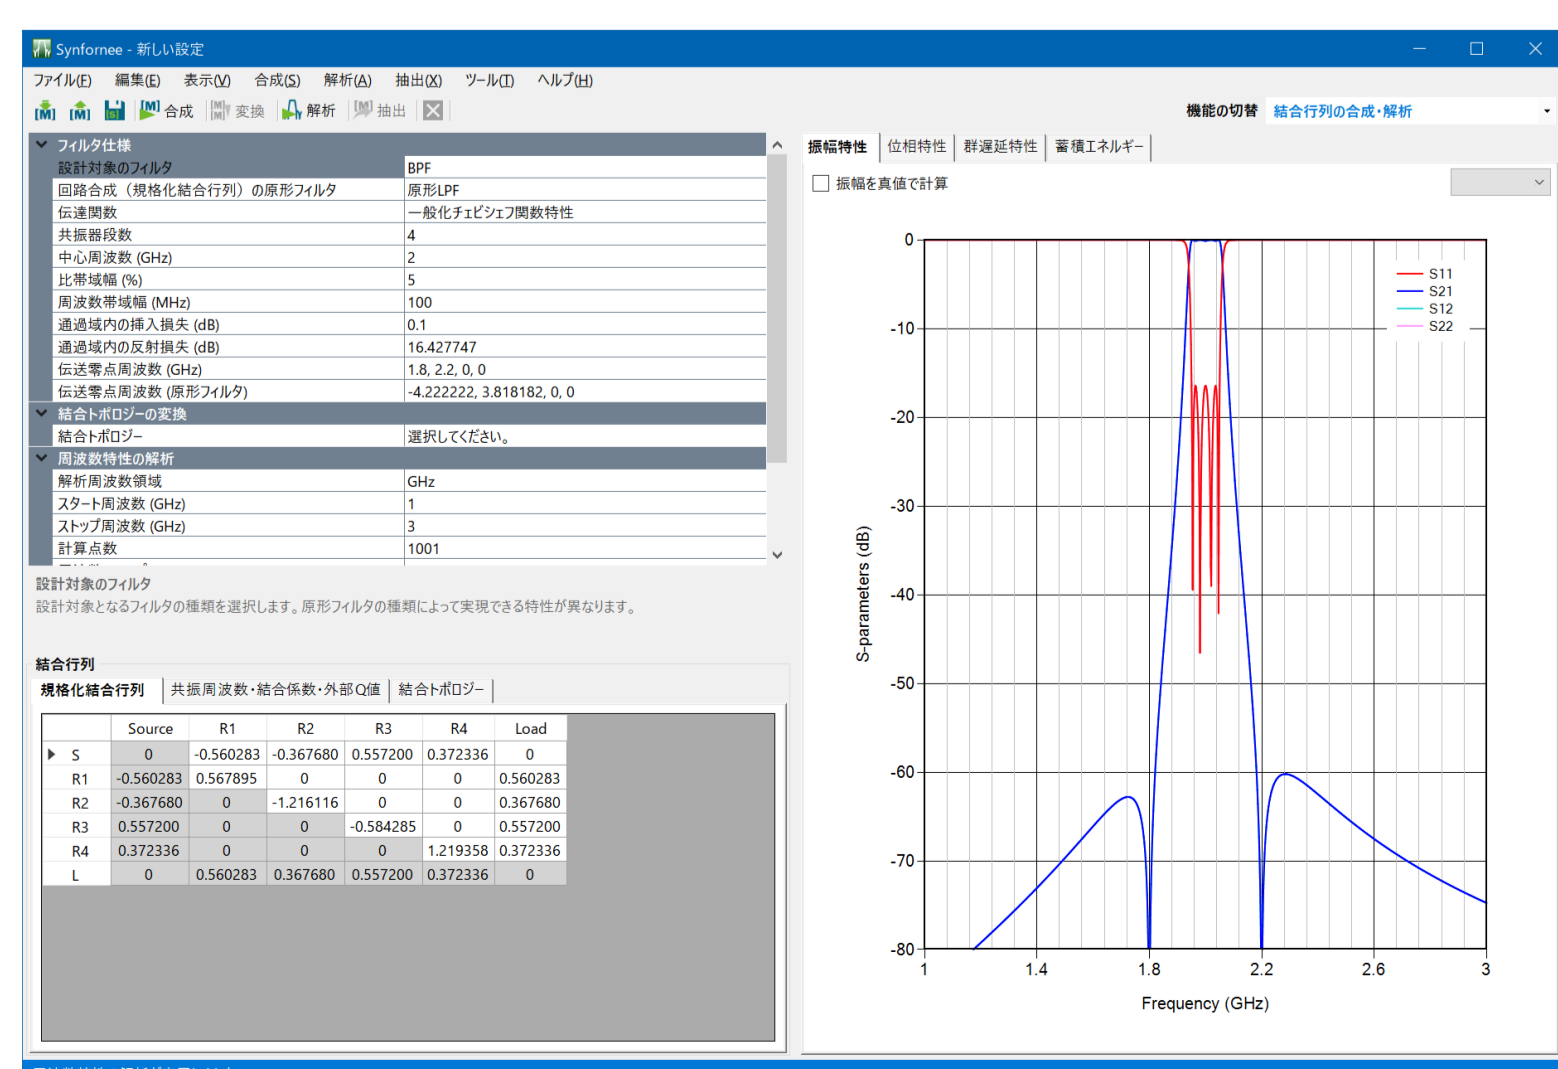 Synfornee - 新しい設定
ファイル(F) 編集(E) 表示(V) 合成(S) 解析(A) 抽出(X) ツール(T) ヘルプ(H)
[M] [M] [M] 合成 [M] 変換 解析 [M] 抽出
機能の切替 結合行列の合成・解析
フィルタ仕様
設計対象のフィルタ BPF
回路合成（規格化結合行列）の原形フィルタ 原形LPF
伝達関数 一般化チェビシェフ関数特性
共振器段数 4
中心周波数 (GHz) 2
比帯域幅 (%) 5
周波数帯域幅 (MHz) 100
通過域内の挿入損失 (dB) 0.1
通過域内の反射損失 (dB) 16.427747
伝送零点周波数 (GHz) 1.8, 2.2, 0, 0
伝送零点周波数 (原形フィルタ) -4.222222, 3.818182, 0, 0
結合トポロジーの変換
結合トポロジー 選択してください。
周波数特性の解析
解析周波数領域 GHz
スタート周波数 (GHz) 1
ストップ周波数 (GHz) 3
計算点数 1001
設計対象のフィルタ
設計対象となるフィルタの種類を選択します。原形フィルタの種類によって実現できる特性が異なります。
結合行列
規格化結合行列 共振周波数・結合係数・外部Q値 結合トポロジー
Source R1 R2 R3 R4 Load
S 0 -0.560283 -0.367680 0.557200 0.372336 0
R1 -0.560283 0.567895 0 0 0 0.560283
R2 -0.367680 0 -1.216116 0 0 0.367680
R3 0.557200 0 0 -0.584285 0 0.557200
R4 0.372336 0 0 0 1.219358 0.372336
L 0 0.560283 0.367680 0.557200 0.372336 0
振幅特性 位相特性 群遅延特性 蓄積エネルギー
振幅を真値で計算
S11
S21
S12
S22
0
-10
-20
-30
-40
-50
-60
-70
-80
S-parameters (dB)
1 1.4 1.8 2.2 2.6 3
Frequency (GHz)